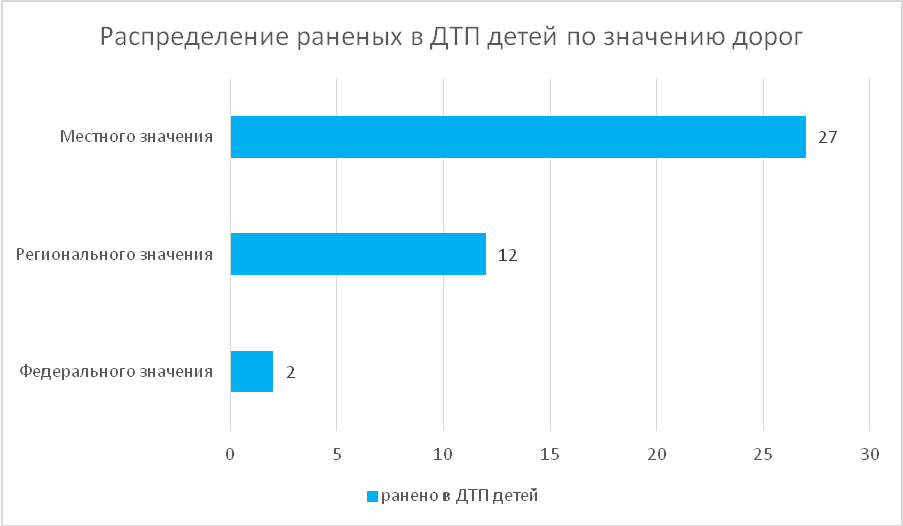 Распределение раненых в ДТП детей по значению дорог
Местного значения
27
Регионального значения
12
Федерального значения
2
0 5 10 15 20 25 30
ранено в ДТП детей